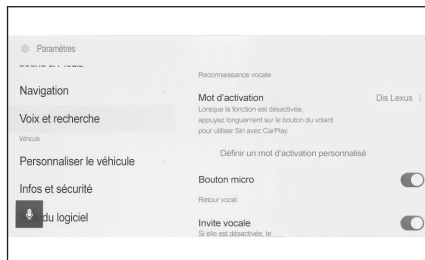 Paramètres
Navigation
Voix et recherche
Véhicule
Personnaliser le véhicule
Infos et sécurité
du logiciel
Reconnaissance vocale
Mot d'activation
Dis Lexus
Lorsque la fonction est désactivée,
appuyez longuement sur le bouton du volant
pour utiliser Siri avec CarPlay.
Définir un mot d'activation personnalisé
Bouton micro
Retour vocal
Invite vocale
Si elle est désactivée, le